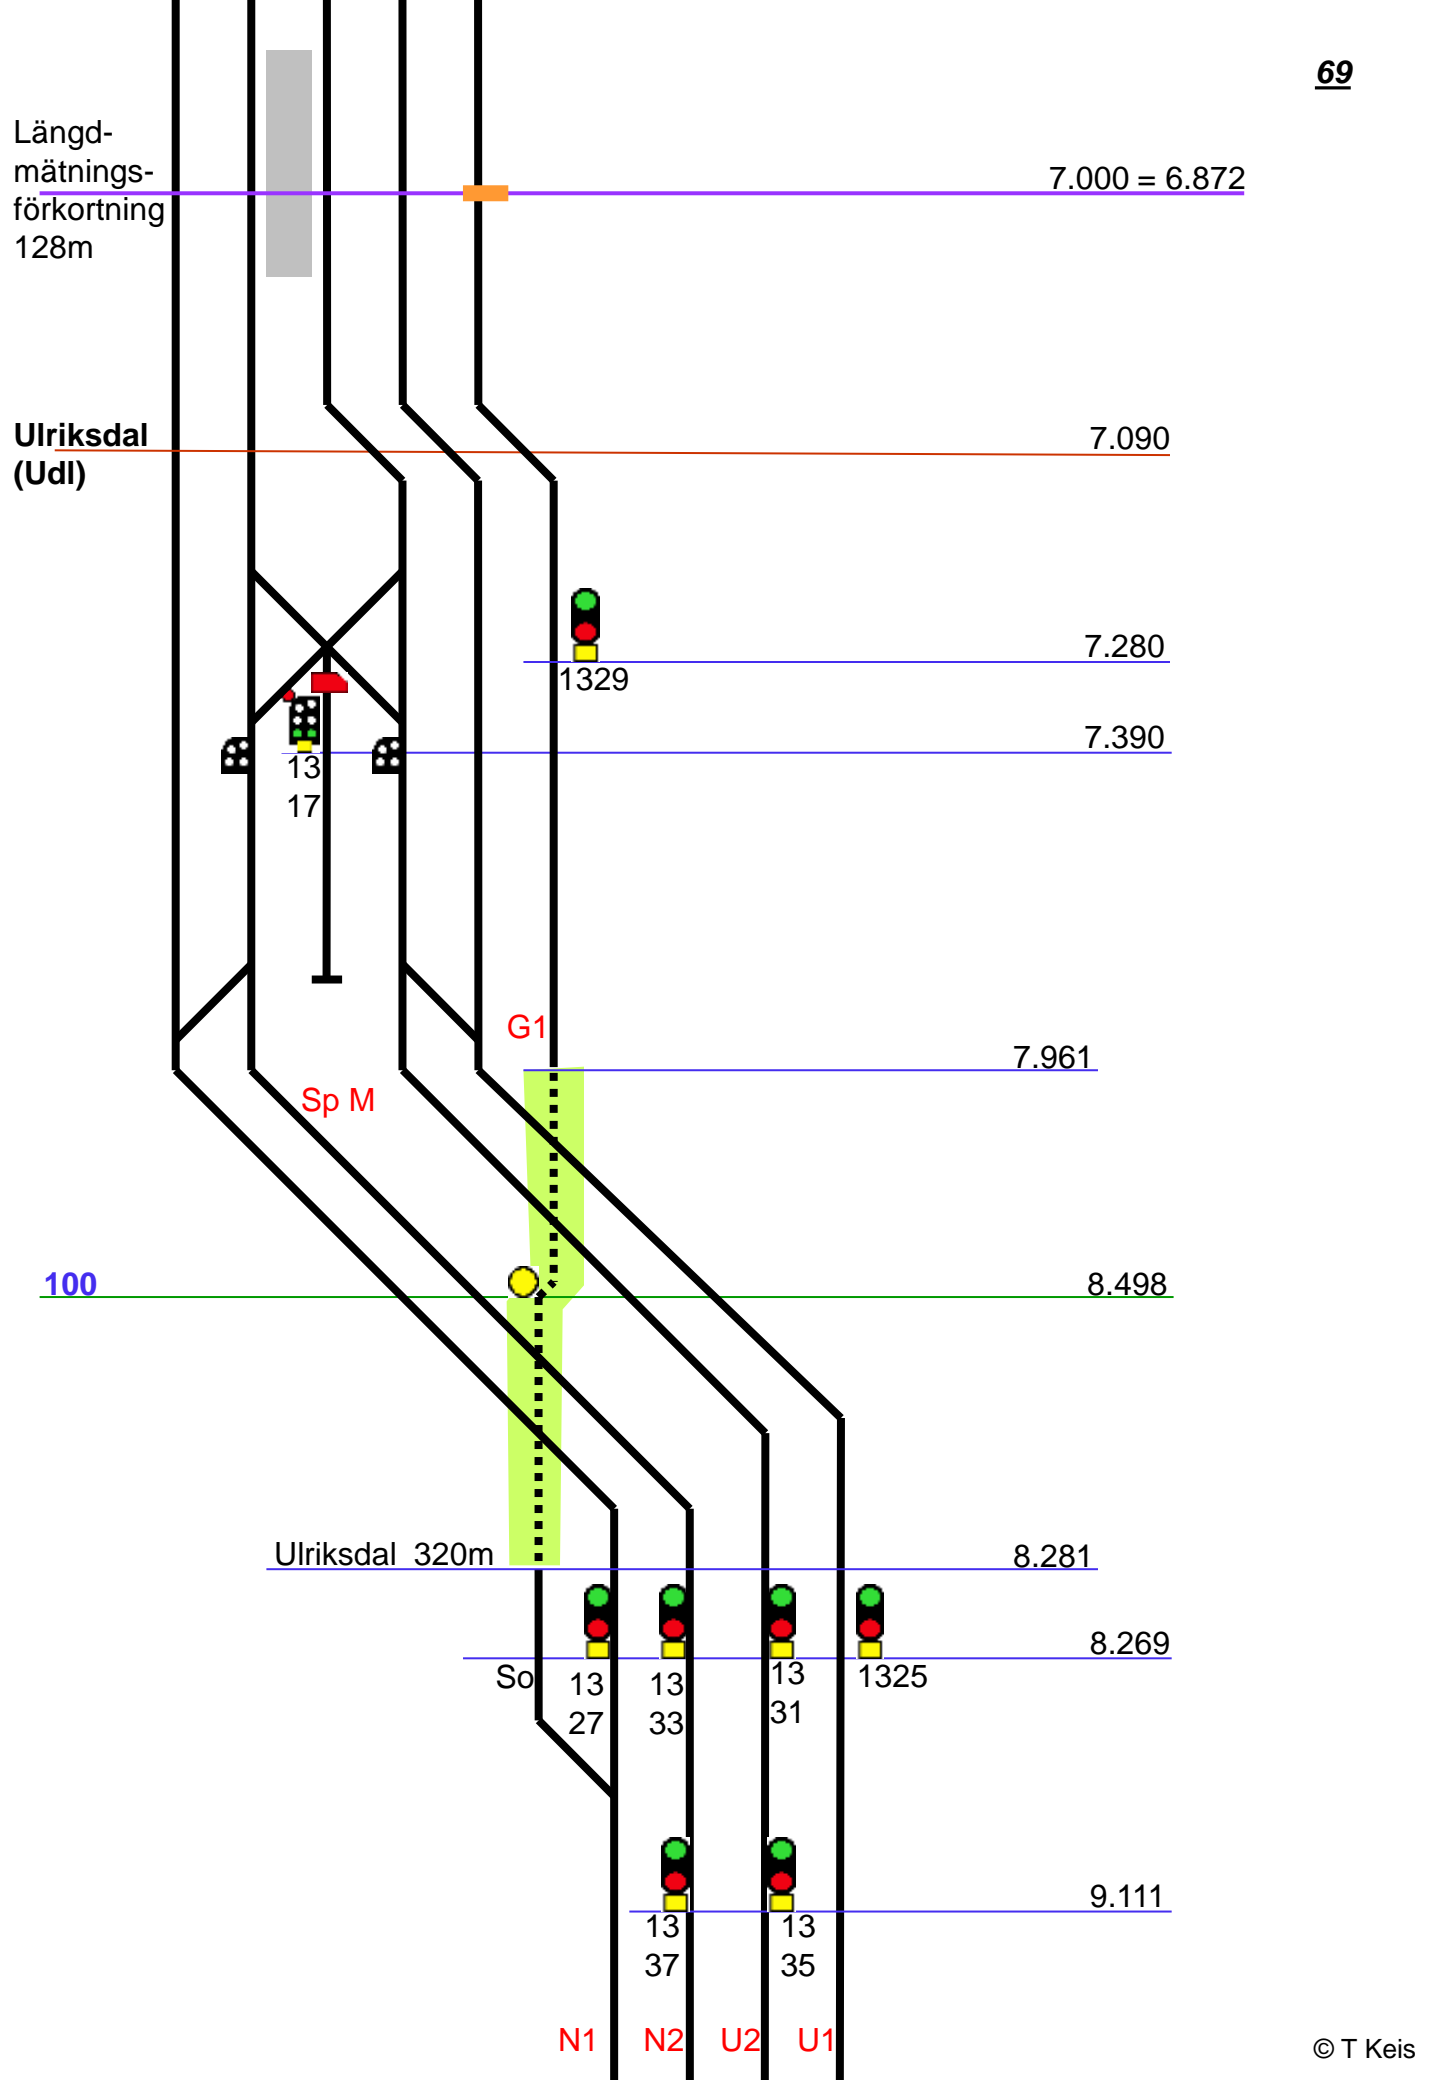 69
Längd-
mätnings-
förkortning
128m
7.000 = 6.872
Ulriksdal
(Udl)
7.090
7.280
1329
7.390
13
17
G1
7.961
Sp M
100
8.498
Ulriksdal 320m
8.281
8.269
So
13
27
13
33
13
31
1325
9.111
13
37
13
35
N1
N2
U2
U1
© T Keis